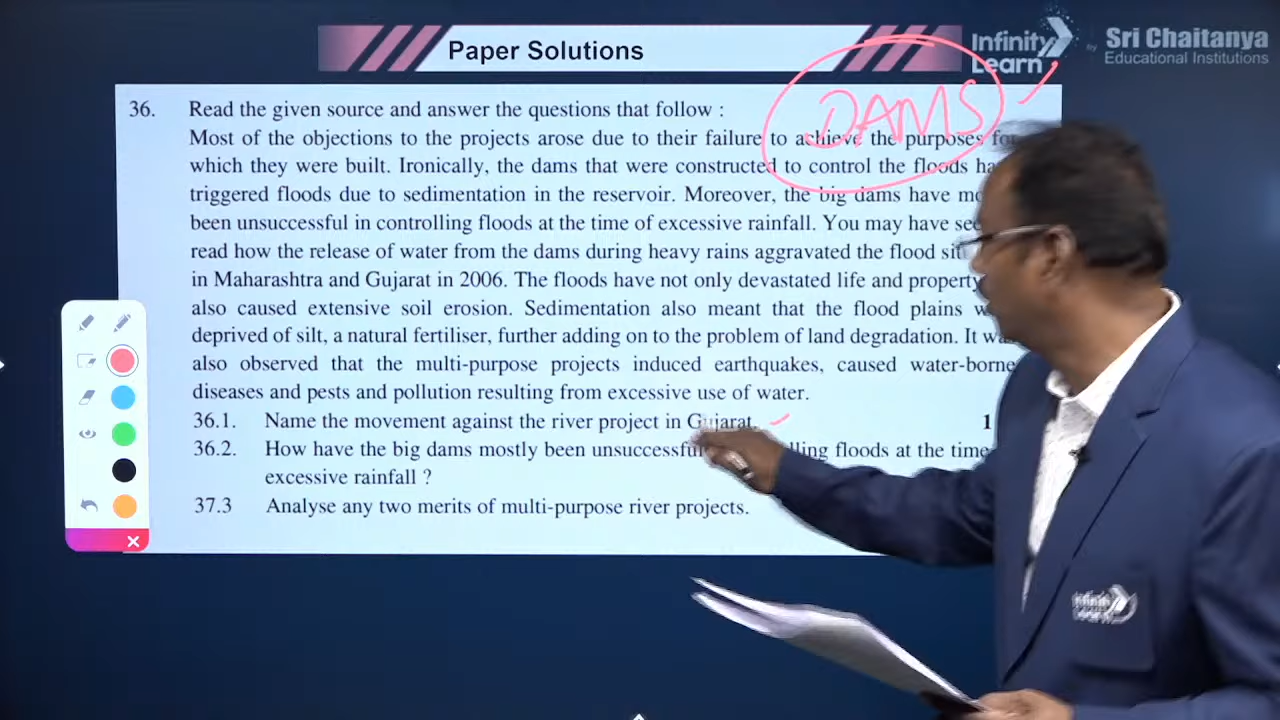 Paper Solutions
Infinity Learn
by Sri Chaitanya
Educational Institutions
DAMS
36. Read the given source and answer the questions that follow :
Most of the objections to the projects arose due to their failure to achieve the purposes for
which they were built. Ironically, the dams that were constructed to control the floods
triggered floods due to sedimentation in the reservoir. Moreover, the big dams have
been unsuccessful in controlling floods at the time of excessive rainfall. You may have
read how the release of water from the dams during heavy rains aggravated the flood
in Maharashtra and Gujarat in 2006. The floods have not only devastated life and property
also caused extensive soil erosion. Sedimentation also meant that the flood plains
deprived of silt, a natural fertiliser, further adding on to the problem of land degradation. It was
also observed that the multi-purpose projects induced earthquakes, caused water-borne
diseases and pests and pollution resulting from excessive use of water.
36.1. Name the movement against the river project in Gujarat. 1
36.2. How have the big dams mostly been unsuccessful floods at the time
excessive rainfall ?
37.3 Analyse any two merits of multi-purpose river projects.
Infinity Learn